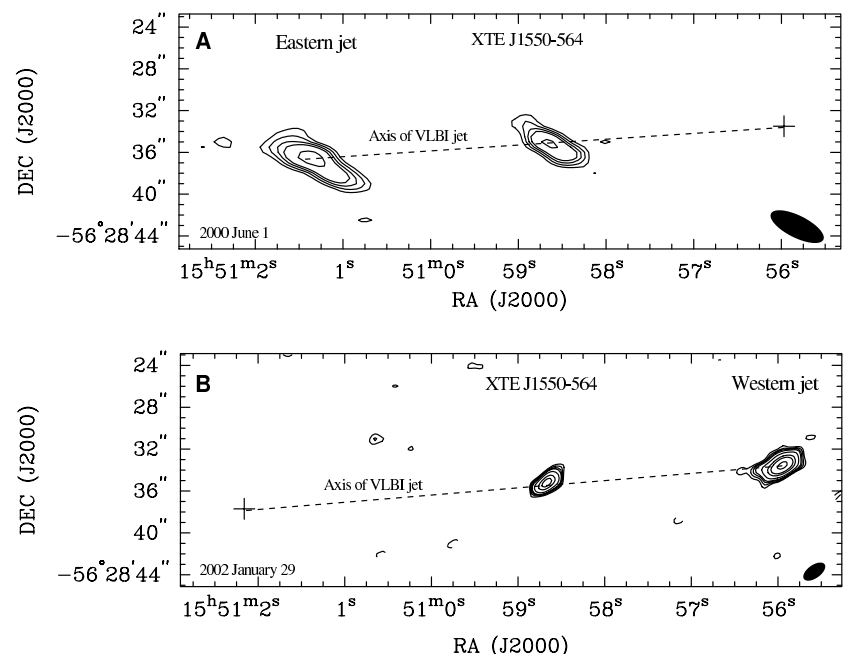 A
Eastern jet
XTE J1550-564
24"
28"
32"
36"
40"
−56°28'44"
DEC (J2000)
Axis of VLBI jet
2000 June 1
15ʰ51ᵐ2ˢ 1ˢ 51ᵐ0ˢ 59ˢ 58ˢ 57ˢ 56ˢ
RA (J2000)
B
XTE J1550-564
Western jet
24"
28"
32"
36"
40"
−56°28'44"
DEC (J2000)
Axis of VLBI jet
2002 January 29
15ʰ51ᵐ2ˢ 1ˢ 51ᵐ0ˢ 59ˢ 58ˢ 57ˢ 56ˢ
RA (J2000)